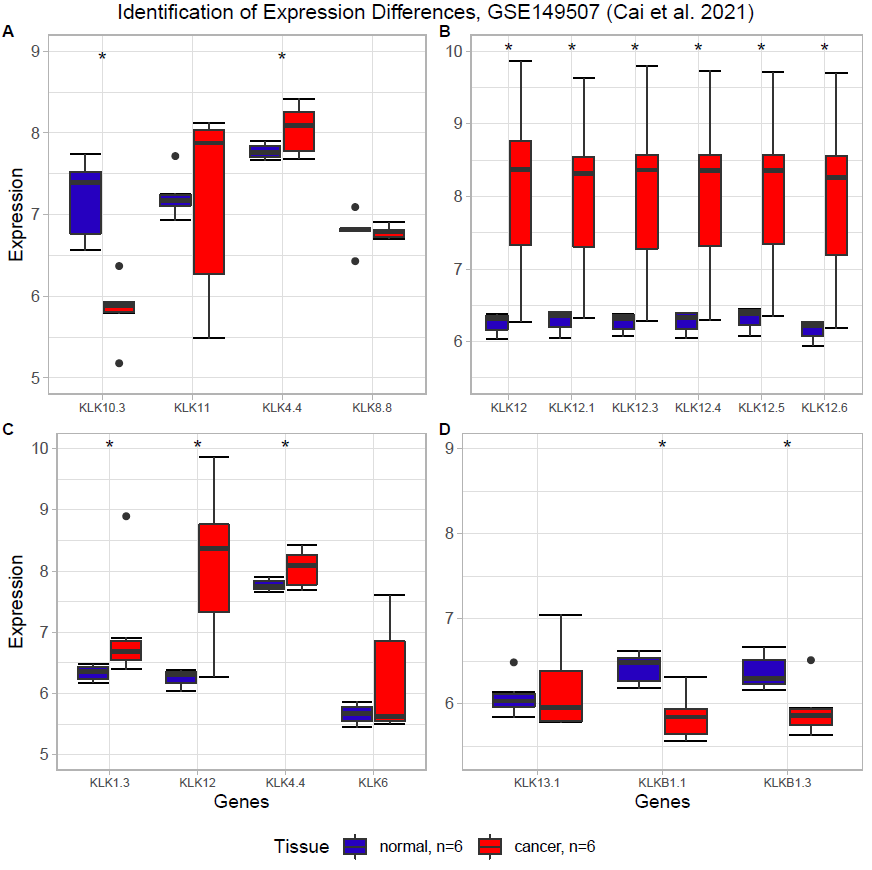 Identification of Expression Differences, GSE149507 (Cai et al. 2021)
A
B
9
8
7
6
5
Expression
* *
KLK10.3 KLK11 KLK4.4 KLK8.8
10
9
8
7
6
* * * * * *
KLK12 KLK12.1 KLK12.3 KLK12.4 KLK12.5 KLK12.6
C
D
10
9
8
7
6
5
Expression
* * *
KLK1.3 KLK12 KLK4.4 KLK6
Genes
9
8
7
6
* *
KLK13.1 KLKB1.1 KLKB1.3
Genes
Tissue normal, n=6 cancer, n=6